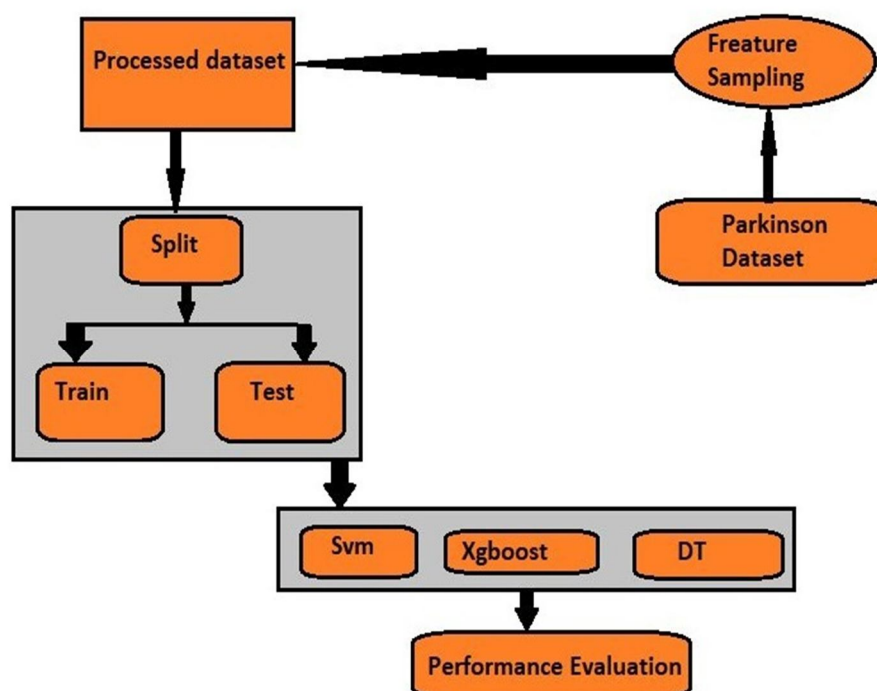 Processed dataset
Freature
Sampling
Parkinson
Dataset
Split
Train
Test
Svm
Xgboost
DT
Performance Evaluation